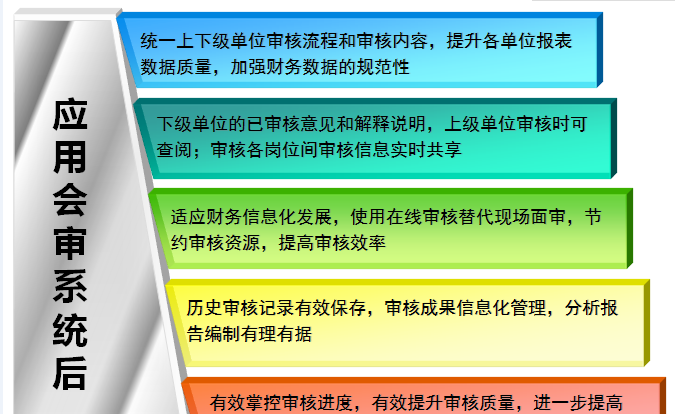 应用会审系统后
统一上下级单位审核流程和审核内容，提升各单位报表
数据质量，加强财务数据的规范性
下级单位的已审核意见和解释说明，上级单位审核时可
查阅；审核各岗位间审核信息实时共享
适应财务信息化发展，使用在线审核替代现场面审，节
约审核资源，提高审核效率
历史审核记录有效保存，审核成果信息化管理，分析报
告编制有理有据
有效掌控审核进度，有效提升审核质量，进一步提高